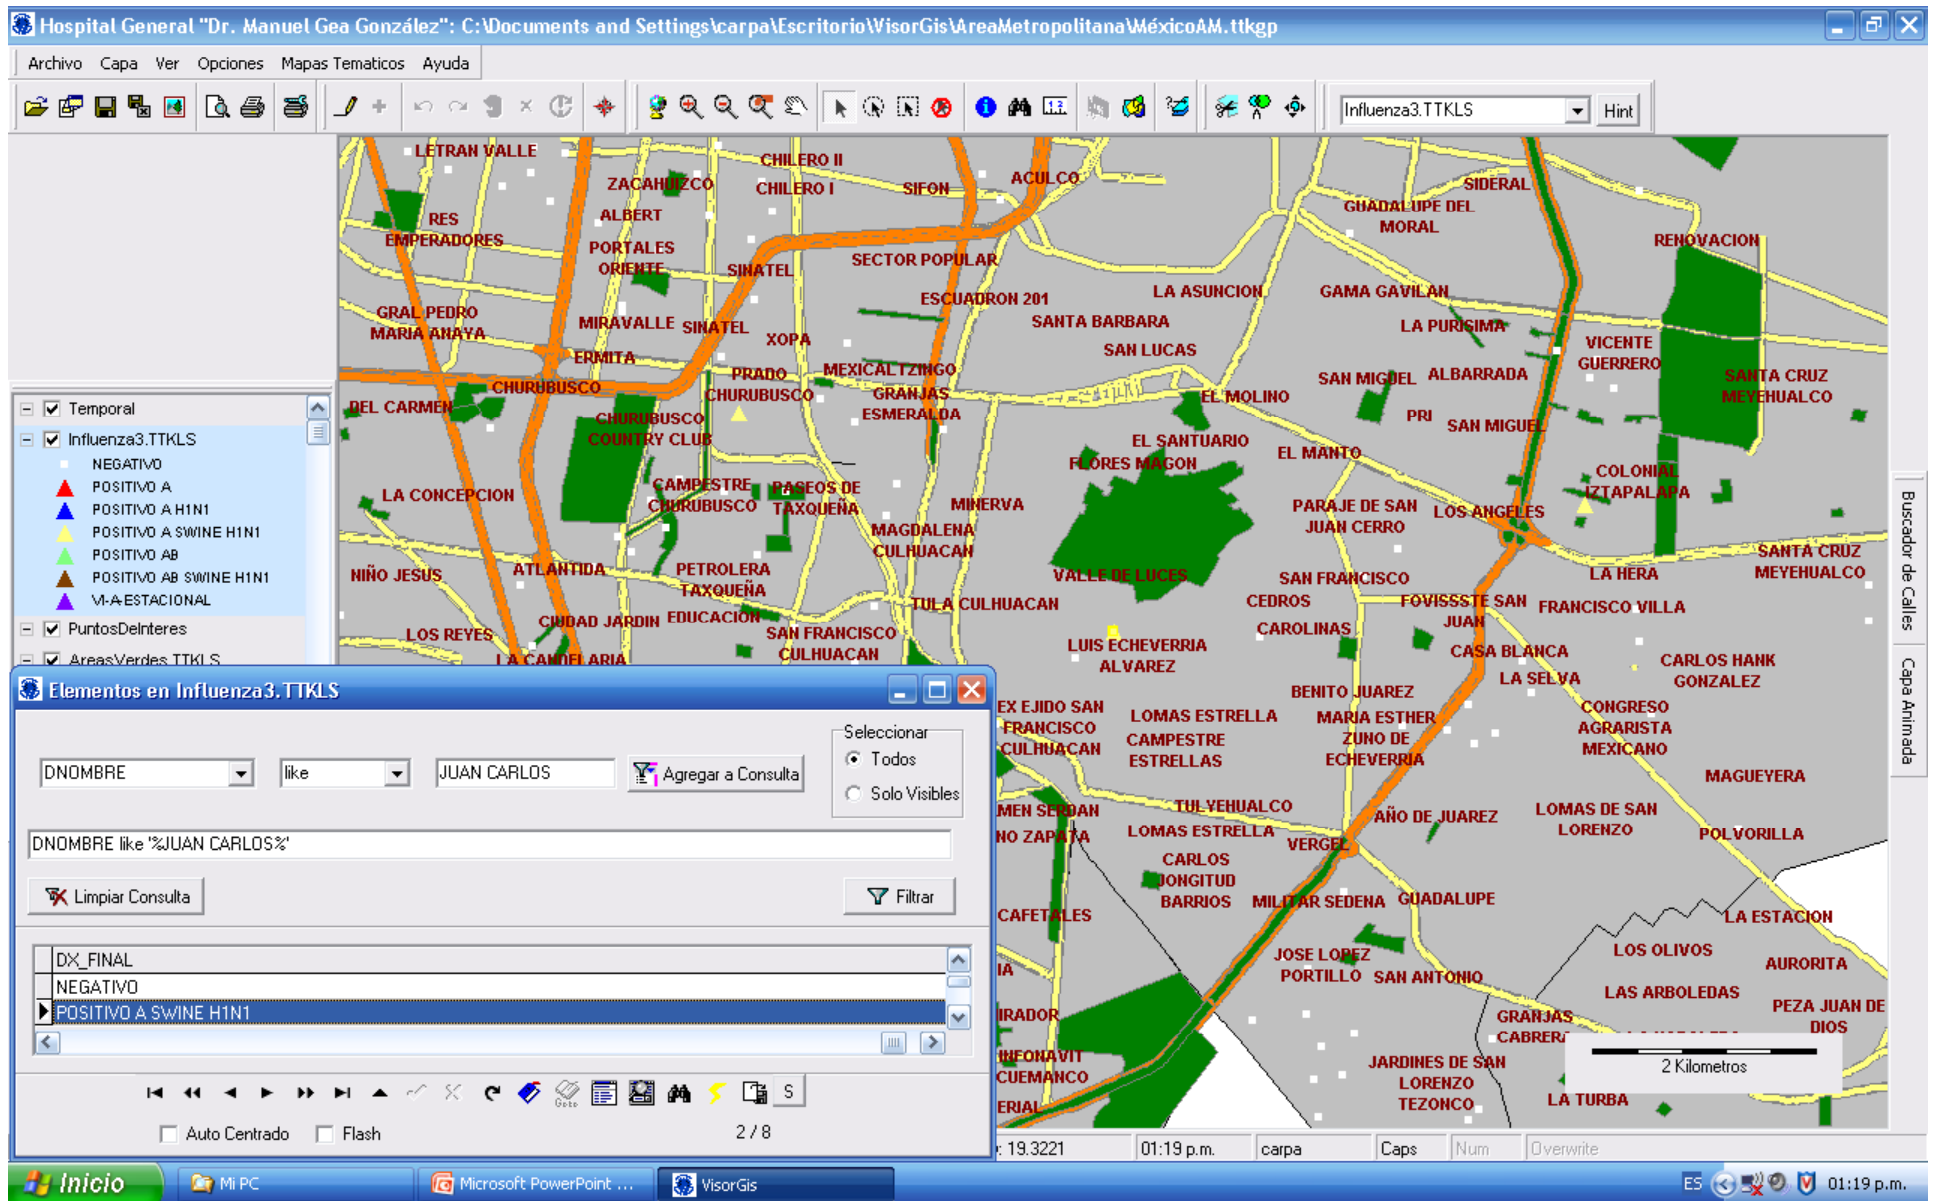 Hospital General "Dr. Manuel Gea González": C:\Documents and Settings\carpa\Escritorio\VisorGis\AreaMetropolitana\MéxicoAM.ttkgp
Archivo Capa Ver Opciones Mapas Tematicos Ayuda
Influenza3.TTKLS Hint
Temporal
Influenza3.TTKLS
NEGATIVO
POSITIVO A
POSITIVO A H1N1
POSITIVO A SWINE H1N1
POSITIVO AB
POSITIVO AB SWINE H1N1
VI-A-ESTACIONAL
PuntosDeInteres
AreasVerdes.TTKLS
LETRAN VALLE
CHILERO II
ZACAHUIZCO
CHILERO I
SIFON
ACULCO
SIDERAL
RES
EMPERADORES
ALBERT
GUADALUPE DEL
MORAL
PORTALES
ORIENTE
SINATEL
SECTOR POPULAR
RENOVACION
GRAL PEDRO
MARIA ANAYA
MIRAVALLE
SINATEL
ESCUADRON 201
LA ASUNCION
GAMA GAVILAN
SANTA BARBARA
LA PURISIMA
XOPA
SAN LUCAS
VICENTE
GUERRERO
ERMITA
CHURUBUSCO
PRADO
CHURUBUSCO
MEXICALTZINGO
GRANJAS
ESMERALDA
SAN MIGUEL
ALBARRADA
SANTA CRUZ
MEYEHUALCO
DEL CARMEN
CHURUBUSCO
COUNTRY CLUB
EL MOLINO
PRI
SAN MIGUEL
EL SANTUARIO
FLORES MAGON
EL MANTO
COLONIAL
IZTAPALAPA
LA CONCEPCION
CAMPESTRE
CHURUBUSCO
PASEOS DE
TAXQUEÑA
MINERVA
PARAJE DE SAN
JUAN CERRO
LOS ANGELES
MAGDALENA
CULHUACAN
SANTA CRUZ
MEYEHUALCO
NIÑO JESUS
ATLANTIDA
PETROLERA
TAXQUEÑA
VALLE DE LUCES
SAN FRANCISCO
LA HERA
TULA CULHUACAN
CEDROS
FOVISSSTE SAN
JUAN
FRANCISCO VILLA
LOS REYES
CIUDAD JARDIN
EDUCACION
SAN FRANCISCO
CULHUACAN
CAROLINAS
LUIS ECHEVERRIA
ALVAREZ
CASA BLANCA
LA CANDELARIA
CARLOS HANK
GONZALEZ
LA SELVA
BENITO JUAREZ
EX EJIDO SAN
FRANCISCO
CULHUACAN
LOMAS ESTRELLA
MARIA ESTHER
ZUNO DE
ECHEVERRIA
CONGRESO
AGRARISTA
MEXICANO
CAMPESTRE
ESTRELLAS
MAGUEYERA
MEN SERDAN
TULYEHUALCO
AÑO DE JUAREZ
LOMAS DE SAN
LORENZO
NO ZAPATA
LOMAS ESTRELLA
VERGEL
POLVORILLA
CARLOS
JONGITUD
BARRIOS
MILITAR SEDENA
GUADALUPE
CAFETALES
LA ESTACION
JOSE LOPEZ
PORTILLO
SAN ANTONIO
LOS OLIVOS
AURORITA
IA
LAS ARBOLEDAS
PEZA JUAN DE
DIOS
IRADOR
GRANJAS
CABRERA
INFONAVIT
CUEMANCO
JARDINES DE SAN
LORENZO
TEZONCO
2 Kilometros
ERIAL
LA TURBA
Buscador de Calles
Capa Animada
Elementos en Influenza3.TTKLS
Seleccionar
Todos
Solo Visibles
DNOMBRE like JUAN CARLOS Agregar a Consulta
DNOMBRE like '%JUAN CARLOS%'
Limpiar Consulta Filtrar
DX_FINAL
NEGATIVO
POSITIVO A SWINE H1N1
Goto
S
Auto Centrado Flash 2 / 8
: 19.3221 01:19 p.m. carpa Caps Num Overwrite
Inicio Mi PC Microsoft PowerPoint ... VisorGis ES 01:19 p.m.